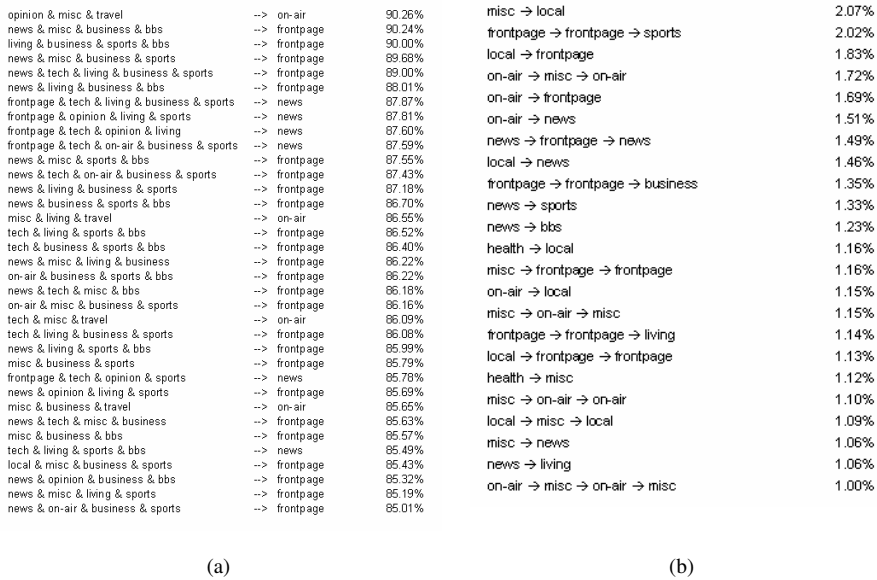 opinion & misc & travel --> on-air 90.26%
news & misc & business & bbs --> frontpage 90.24%
living & business & sports & bbs --> frontpage 90.00%
news & misc & business & sports --> frontpage 89.68%
news & tech & living & business & sports --> frontpage 89.00%
news & living & business & bbs --> frontpage 88.01%
frontpage & tech & living & business & sports --> news 87.87%
frontpage & opinion & living & sports --> news 87.81%
frontpage & tech & opinion & living --> news 87.60%
frontpage & tech & on-air & business & sports --> news 87.59%
news & misc & sports & bbs --> frontpage 87.55%
news & tech & on-air & business & sports --> frontpage 87.43%
news & living & business & sports --> frontpage 87.18%
news & business & sports & bbs --> frontpage 86.70%
misc & living & travel --> on-air 86.55%
tech & living & sports & bbs --> frontpage 86.52%
tech & business & sports & bbs --> frontpage 86.40%
news & misc & living & business --> frontpage 86.22%
on-air & business & sports & bbs --> frontpage 86.22%
news & tech & misc & bbs --> frontpage 86.18%
on-air & misc & business & sports --> frontpage 86.16%
tech & misc & travel --> on-air 86.09%
tech & living & business & sports --> frontpage 86.08%
news & living & sports & bbs --> frontpage 85.99%
misc & business & sports --> frontpage 85.79%
frontpage & tech & opinion & sports --> news 85.78%
news & opinion & living & sports --> frontpage 85.69%
misc & business & travel --> on-air 85.65%
news & tech & misc & business --> frontpage 85.63%
misc & business & bbs --> frontpage 85.57%
tech & living & sports & bbs --> news 85.49%
local & misc & business & sports --> frontpage 85.43%
news & opinion & business & bbs --> frontpage 85.32%
news & misc & living & sports --> frontpage 85.19%
news & on-air & business & sports --> frontpage 85.01%
(a)
misc → local 2.07%
frontpage → frontpage → sports 2.02%
local → frontpage 1.83%
on-air → misc → on-air 1.72%
on-air → frontpage 1.69%
on-air → news 1.51%
news → frontpage → news 1.49%
local → news 1.46%
frontpage → frontpage → business 1.35%
news → sports 1.33%
news → bbs 1.23%
health → local 1.16%
misc → frontpage → frontpage 1.16%
on-air → local 1.15%
misc → on-air → misc 1.15%
frontpage → frontpage → living 1.14%
local → frontpage → frontpage 1.13%
health → misc 1.12%
misc → on-air → on-air 1.10%
local → misc → local 1.09%
misc → news 1.06%
news → living 1.06%
on-air → misc → on-air → misc 1.00%
(b)